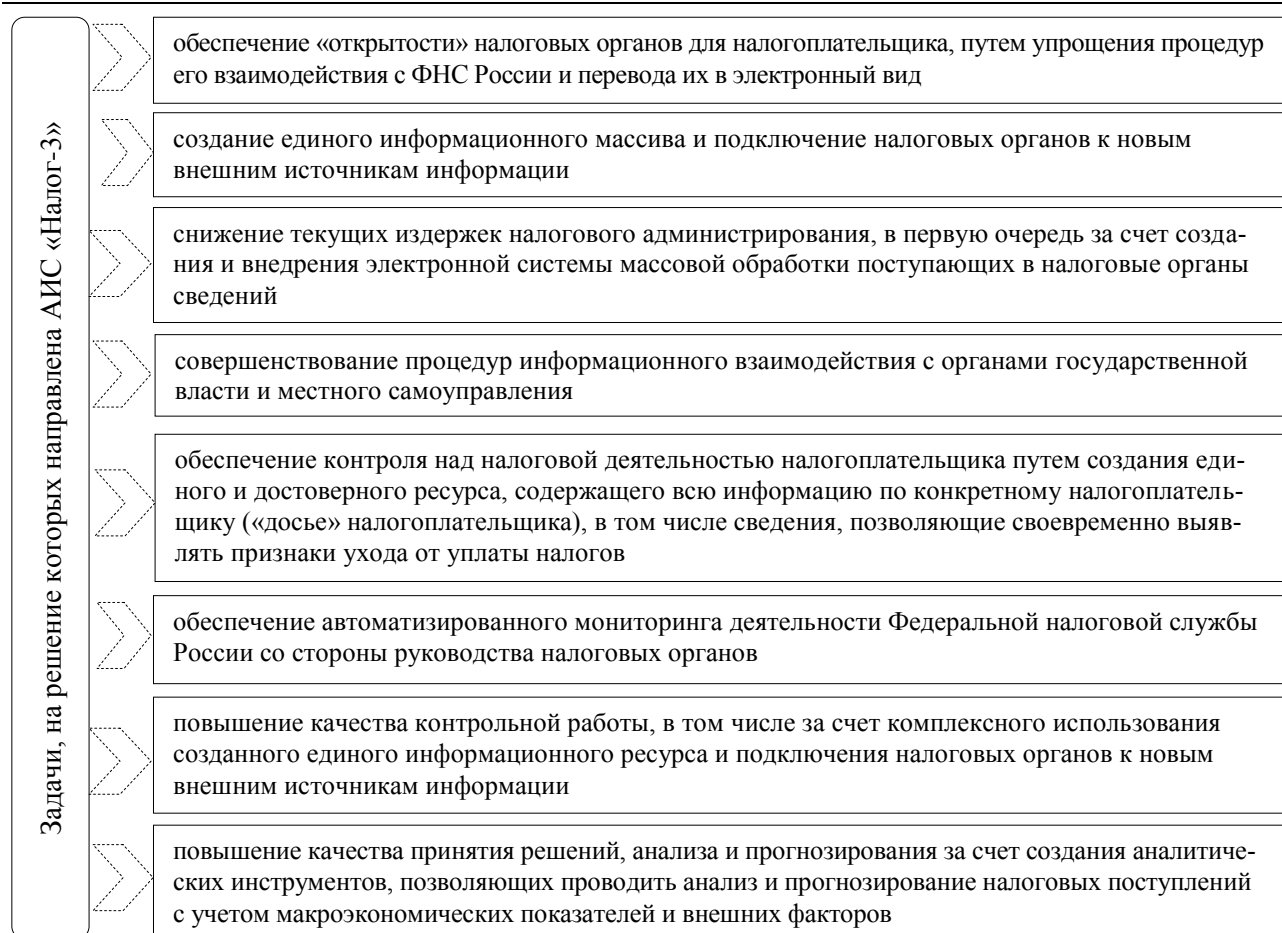 Задачи, на решение которых направлена АИС «Налог-3»
обеспечение «открытости» налоговых органов для налогоплательщика, путем упрощения процедур
его взаимодействия с ФНС России и перевода их в электронный вид
создание единого информационного массива и подключение налоговых органов к новым
внешним источникам информации
снижение текущих издержек налогового администрирования, в первую очередь за счет созда-
ния и внедрения электронной системы массовой обработки поступающих в налоговые органы
сведений
совершенствование процедур информационного взаимодействия с органами государственной
власти и местного самоуправления
обеспечение контроля над налоговой деятельностью налогоплательщика путем создания еди-
ного и достоверного ресурса, содержащего всю информацию по конкретному налогоплатель-
щику («досье» налогоплательщика), в том числе сведения, позволяющие своевременно выяв-
лять признаки ухода от уплаты налогов
обеспечение автоматизированного мониторинга деятельности Федеральной налоговой службы
России со стороны руководства налоговых органов
повышение качества контрольной работы, в том числе за счет комплексного использования
созданного единого информационного ресурса и подключения налоговых органов к новым
внешним источникам информации
повышение качества принятия решений, анализа и прогнозирования за счет создания аналитиче-
ских инструментов, позволяющих проводить анализ и прогнозирование налоговых поступлений
с учетом макроэкономических показателей и внешних факторов